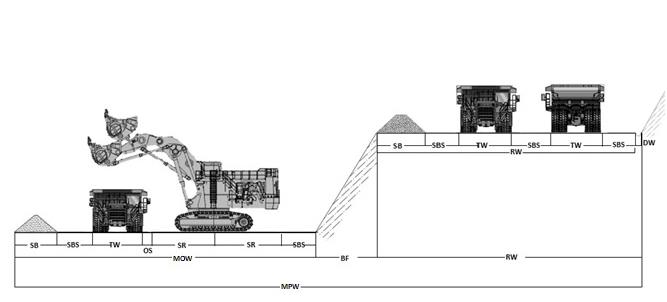 DW
SB SBS TW SBS TW SBS
RW
SB SBS TW OS SR SR SBS
MOW BF RW
MPW